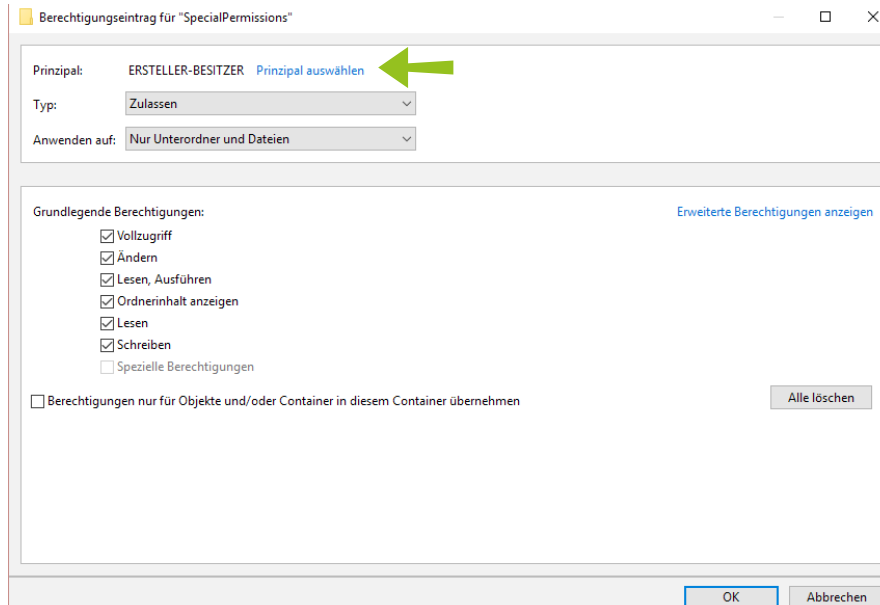 Berechtigungseintrag für "SpecialPermissions"
Prinzipal: ERSTELLER-BESITZER Prinzipal auswählen
Typ: Zulassen
Anwenden auf: Nur Unterordner und Dateien
Grundlegende Berechtigungen: Erweiterte Berechtigungen anzeigen
Vollzugriff
Ändern
Lesen, Ausführen
Ordnerinhalt anzeigen
Lesen
Schreiben
Spezielle Berechtigungen
Berechtigungen nur für Objekte und/oder Container in diesem Container übernehmen
Alle löschen
OK Abbrechen